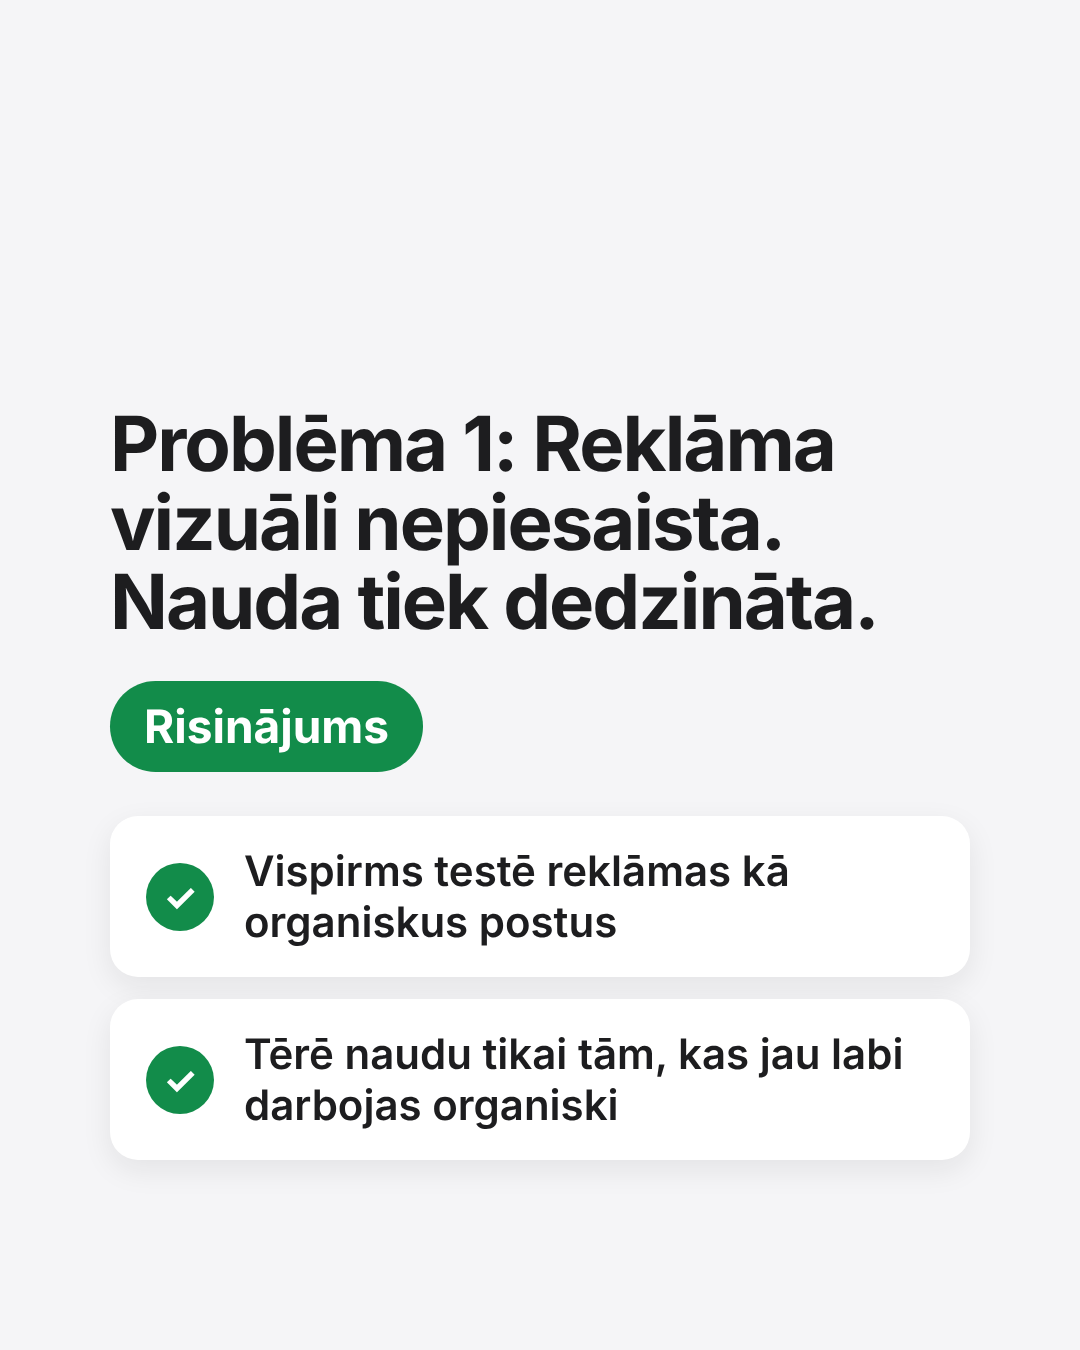 Problēma 1: Reklāma
vizuāli nepiesaista.
Nauda tiek dedzināta.
Risinājums
Vispirms testē reklāmas kā
organiskus postus
Tērē naudu tikai tām, kas jau labi
darbojas organiski